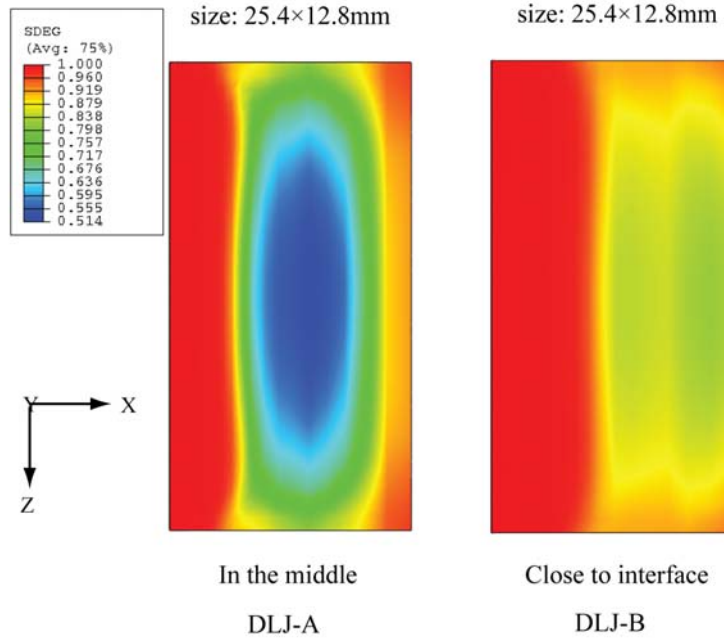 size: 25.4×12.8mm
size: 25.4×12.8mm
SDEG
(Avg: 75%)
1.000
0.960
0.919
0.879
0.838
0.798
0.757
0.717
0.676
0.636
0.595
0.555
0.514
Y
X
Z
In the middle
Close to interface
DLJ-A
DLJ-B